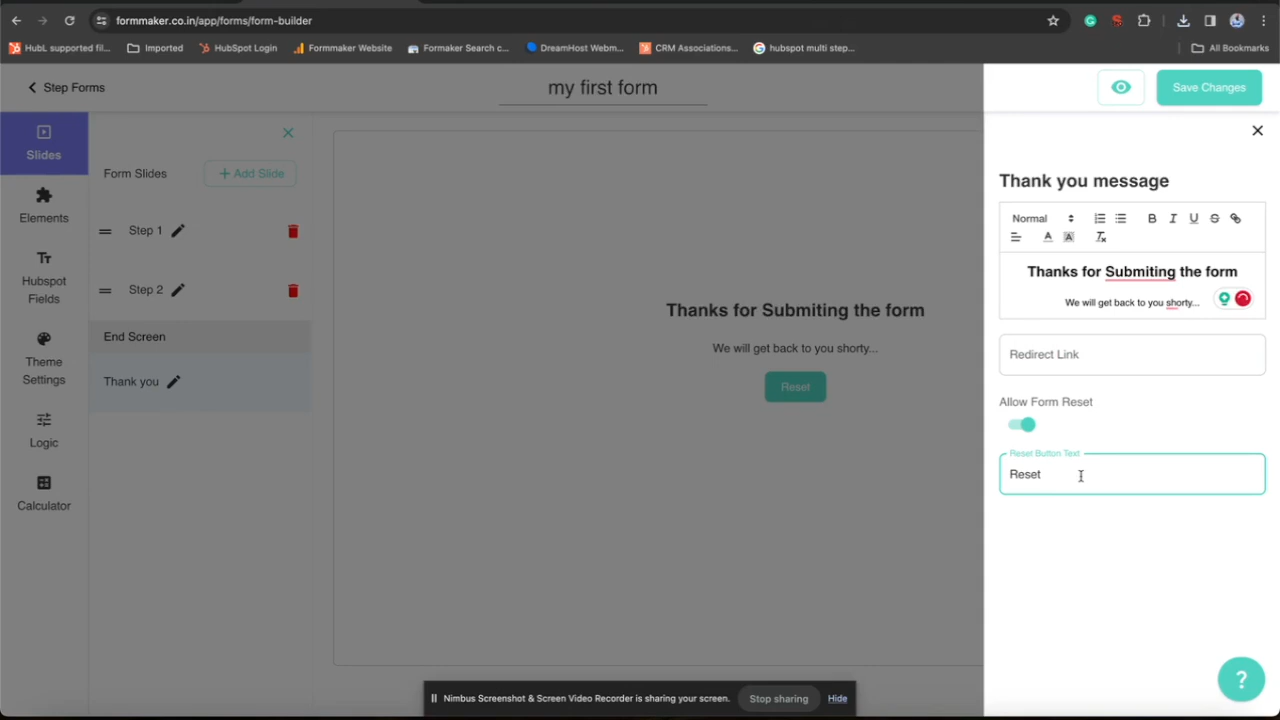 formmaker.co.in/app/forms/form-builder
HubL supported fil... Imported HubSpot Login Formmaker Website Formaker Search c... DreamHost Webm... CRM Associations... hubspot multi step... All Bookmarks
Step Forms
my first form
Save Changes
Slides
Elements
Hubspot
Fields
Theme
Settings
Logic
Calculator
Form Slides
+ Add Slide
Step 1
Step 2
End Screen
Thank you
Thanks for Submiting the form
We will get back to you shorty...
Reset
Thank you message
Normal
Thanks for Submiting the form
We will get back to you shorty...
Redirect Link
Allow Form Reset
Reset Button Text
Reset
?
Nimbus Screenshot & Screen Video Recorder is sharing your screen. Stop sharing Hide